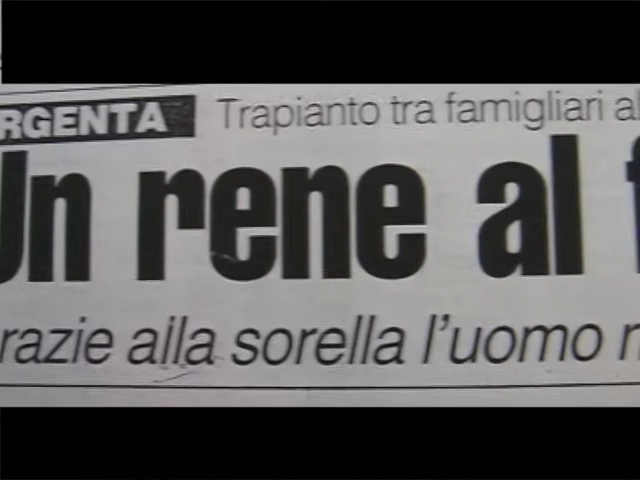 RGENTA Trapianto tra famigliari al
Un rene al f
razie alla sorella l'uomo n